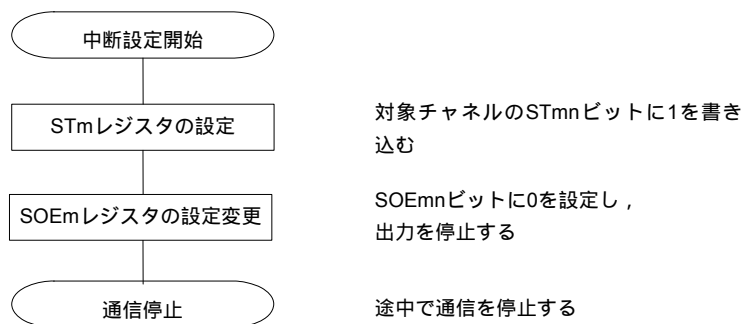 中断設定開始
STmレジスタの設定
対象チャネルのSTmnビットに1を書き
込む
SOEmレジスタの設定変更
SOEmnビットに0を設定し，
出力を停止する
通信停止
途中で通信を停止する